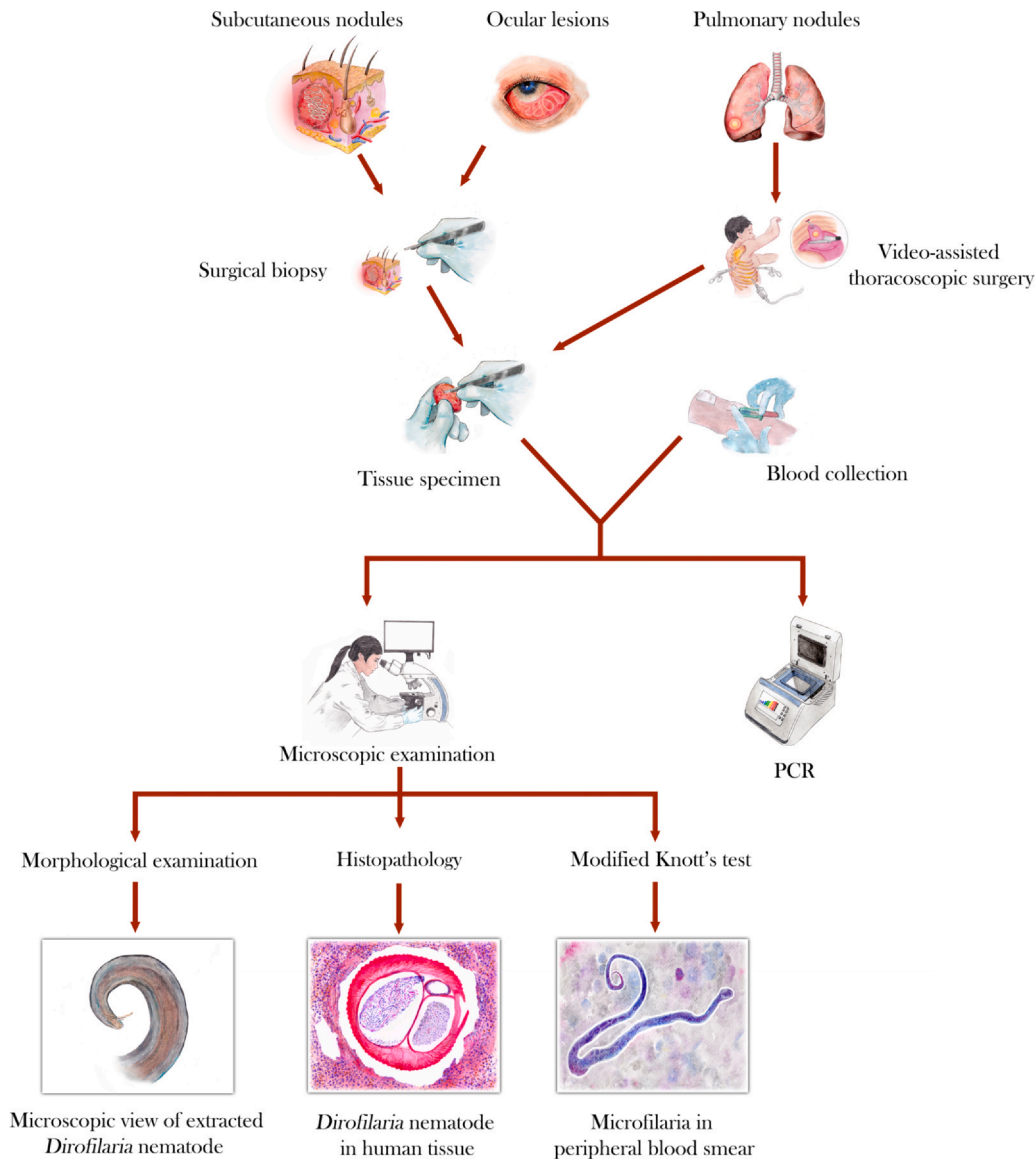 Subcutaneous nodules
Ocular lesions
Pulmonary nodules
Surgical biopsy
Video-assisted
thoracoscopic surgery
Tissue specimen
Blood collection
Microscopic examination
PCR
Morphological examination
Histopathology
Modified Knott's test
Microscopic view of extracted
Dirofilaria nematode
Dirofilaria nematode
in human tissue
Microfilaria in
peripheral blood smear